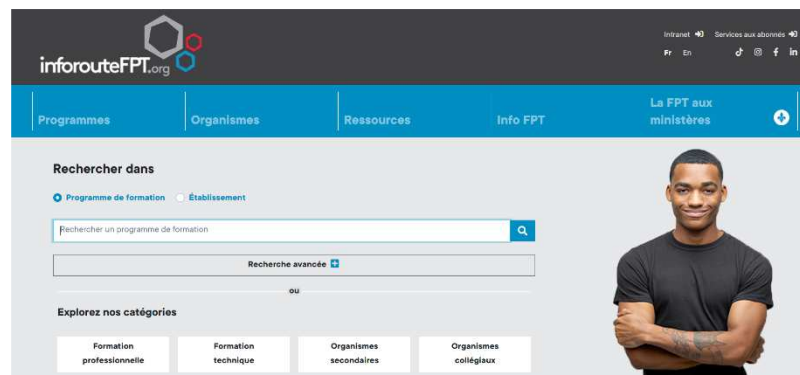 inforouteFPT.org
Intranet Services aux abonnés
Fr En
Programmes
Organismes
Ressources
Info FPT
La FPT aux
ministères
Rechercher dans
Programme de formation Établissement
Rechercher un programme de formation
Recherche avancée
ou
Explorez nos catégories
Formation
professionnelle
Formation
technique
Organismes
secondaires
Organismes
collégiaux